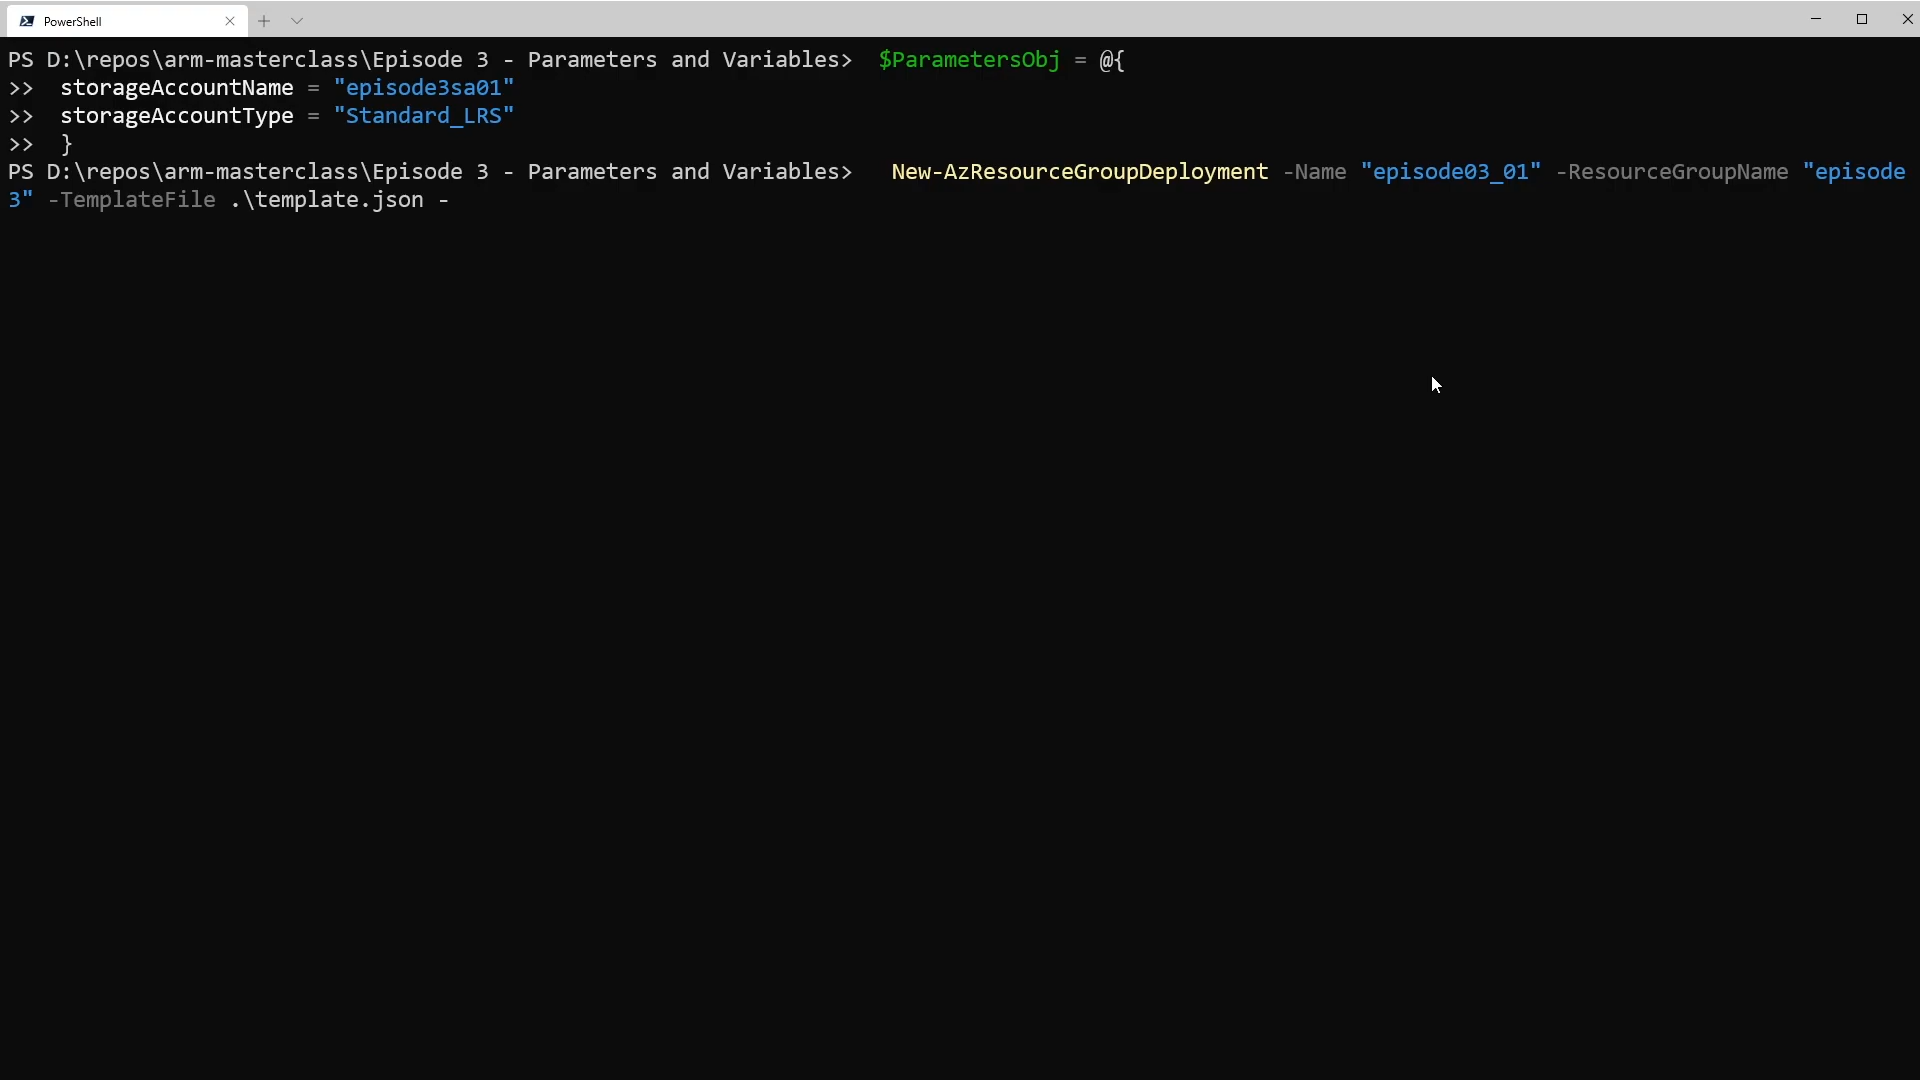 PowerShell
PS D:\repos\arm-masterclass\Episode 3 - Parameters and Variables>  $ParametersObj = @{
>>  storageAccountName = "episode3sa01"
>>  storageAccountType = "Standard_LRS"
>>  }
PS D:\repos\arm-masterclass\Episode 3 - Parameters and Variables>   New-AzResourceGroupDeployment -Name "episode03_01" -ResourceGroupName "episode
3" -TemplateFile .\template.json -